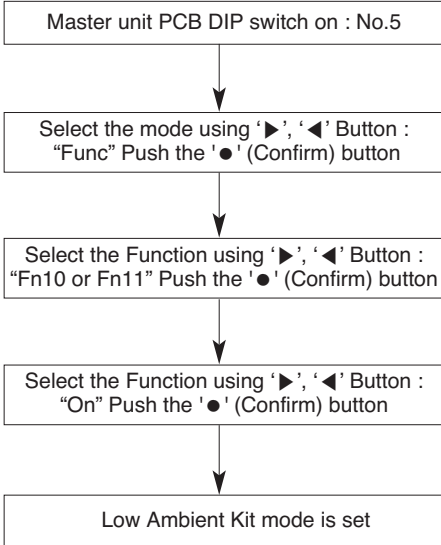 Master unit PCB DIP switch on : No.5
Select the mode using ‘▶’, ‘◀’ Button :
“Func” Push the '●' (Confirm) button
Select the Function using ‘▶’, ‘◀’ Button :
“Fn10 or Fn11” Push the '●' (Confirm) button
Select the Function using ‘▶’, ‘◀’ Button :
“On” Push the '●' (Confirm) button
Low Ambient Kit mode is set